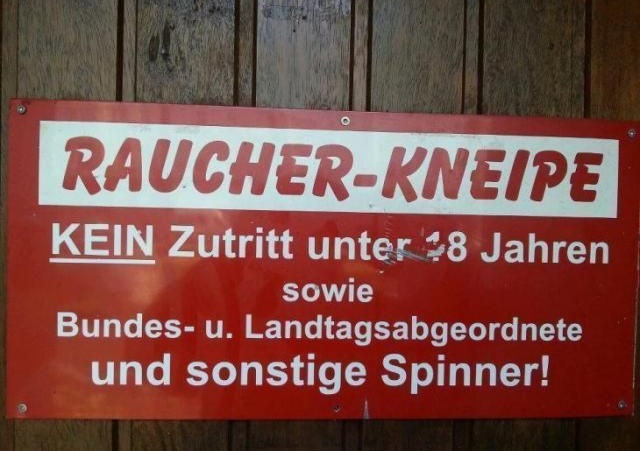 RAUCHER-KNEIPE
KEIN Zutritt unter 18 Jahren
sowie
Bundes- u. Landtagsabgeordnete
und sonstige Spinner!